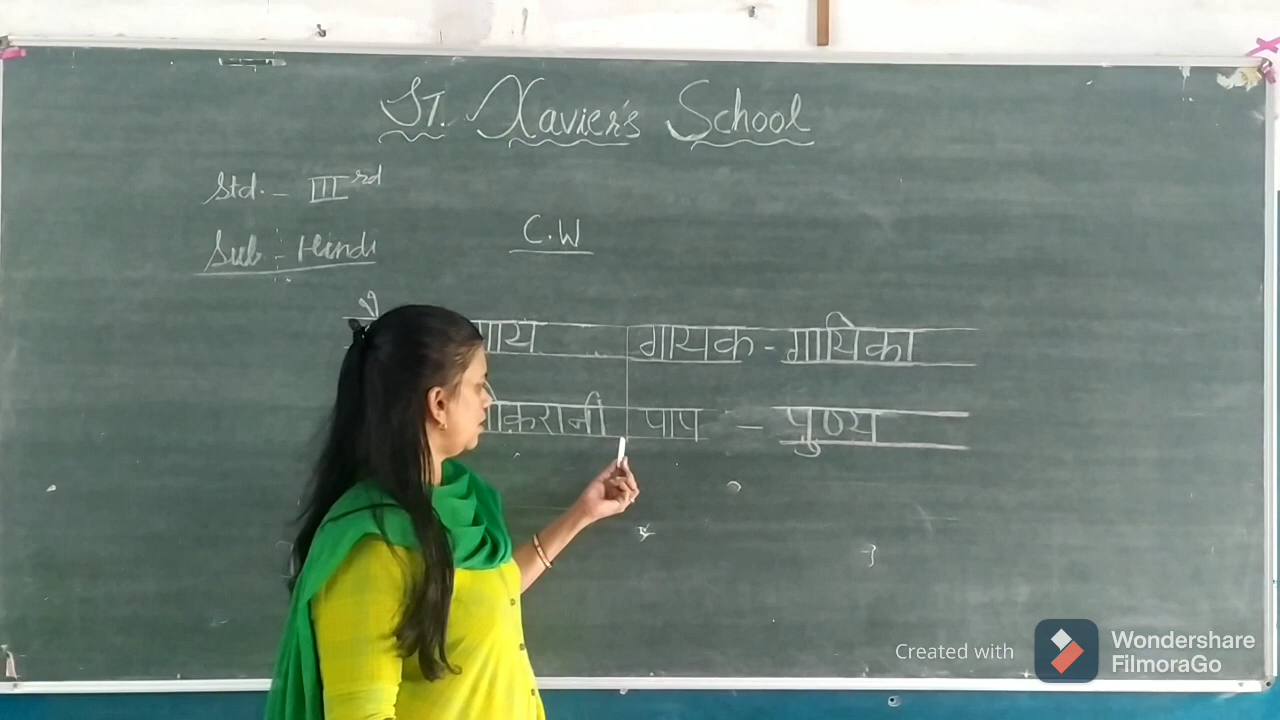 ST. Xavier's School
Std. - III rd
Sub - Hindi
C.W
गायक - गायिका
पाप - पुण्य
Created with Wondershare FilmoraGo